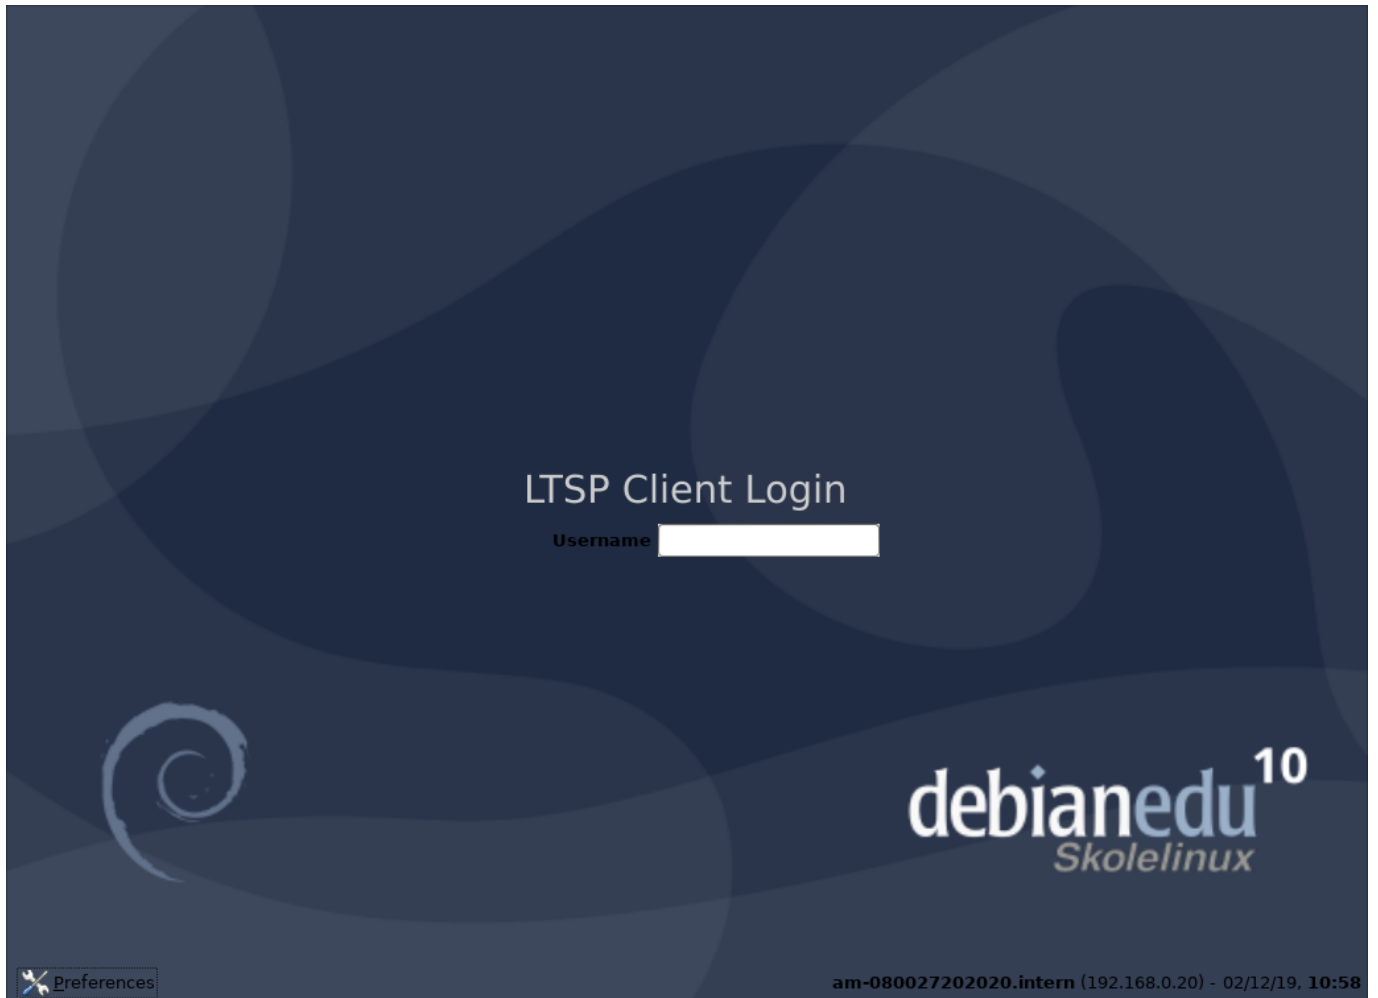 LTSP Client Login
Username
debianedu 10
Skolelinux
Preferences
am-080027202020.intern (192.168.0.20) - 02/12/19, 10:58